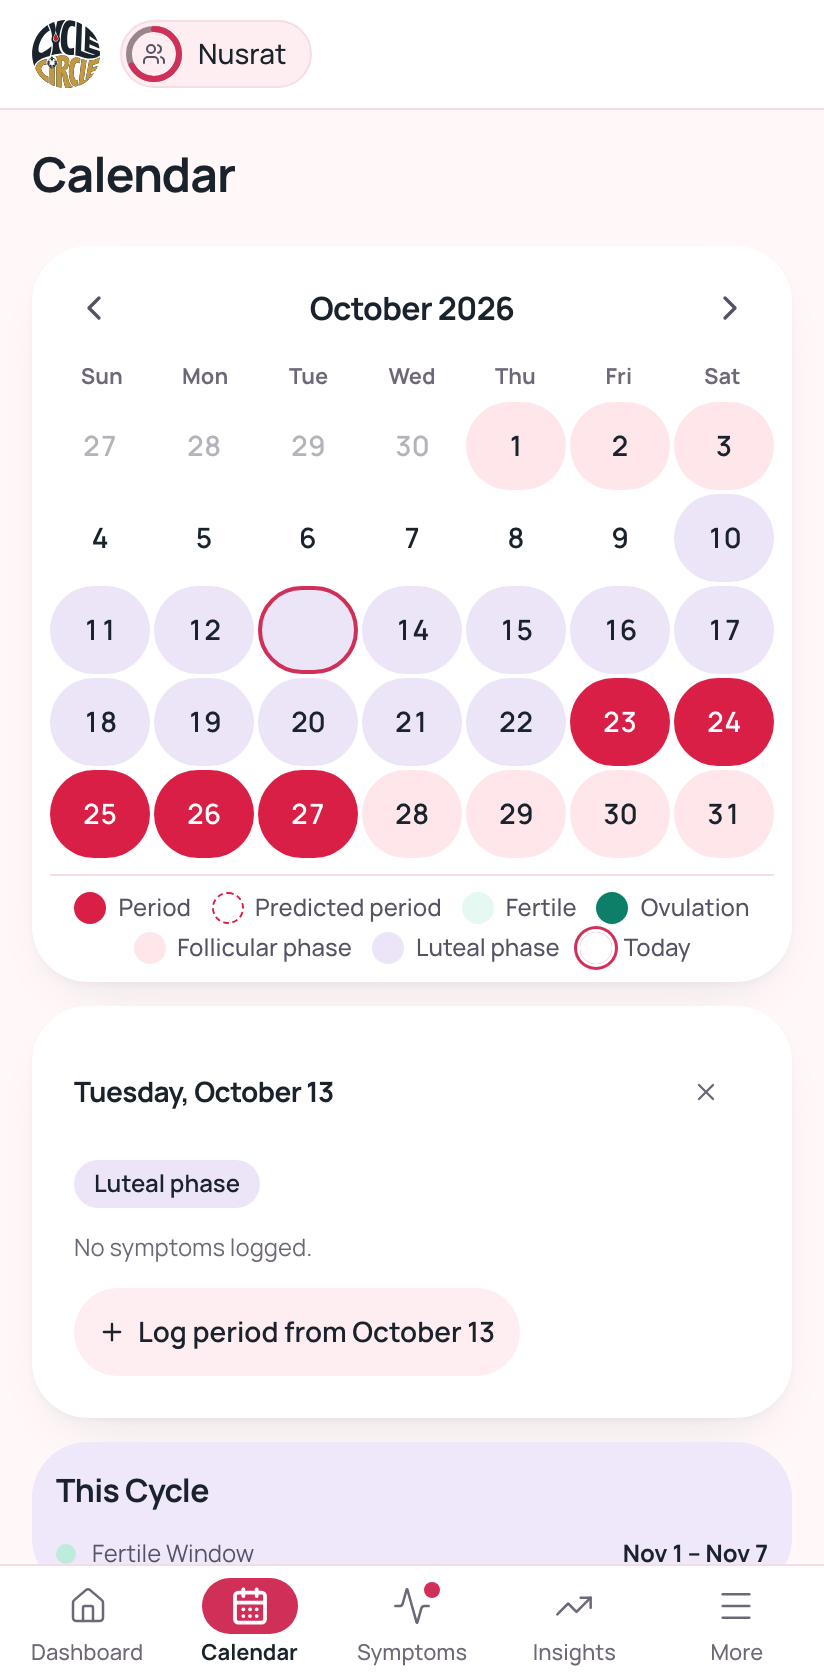 CYCLE
CIRCLE
Nusrat
Calendar
October 2026
Sun Mon Tue Wed Thu Fri Sat
27 28 29 30 1 2 3
4 5 6 7 8 9 10
11 12 14 15 16 17
18 19 20 21 22 23 24
25 26 27 28 29 30 31
Period Predicted period Fertile Ovulation
Follicular phase Luteal phase Today
Tuesday, October 13
Luteal phase
No symptoms logged.
+ Log period from October 13
This Cycle
Fertile Window Nov 1 – Nov 7
Dashboard Calendar Symptoms Insights More